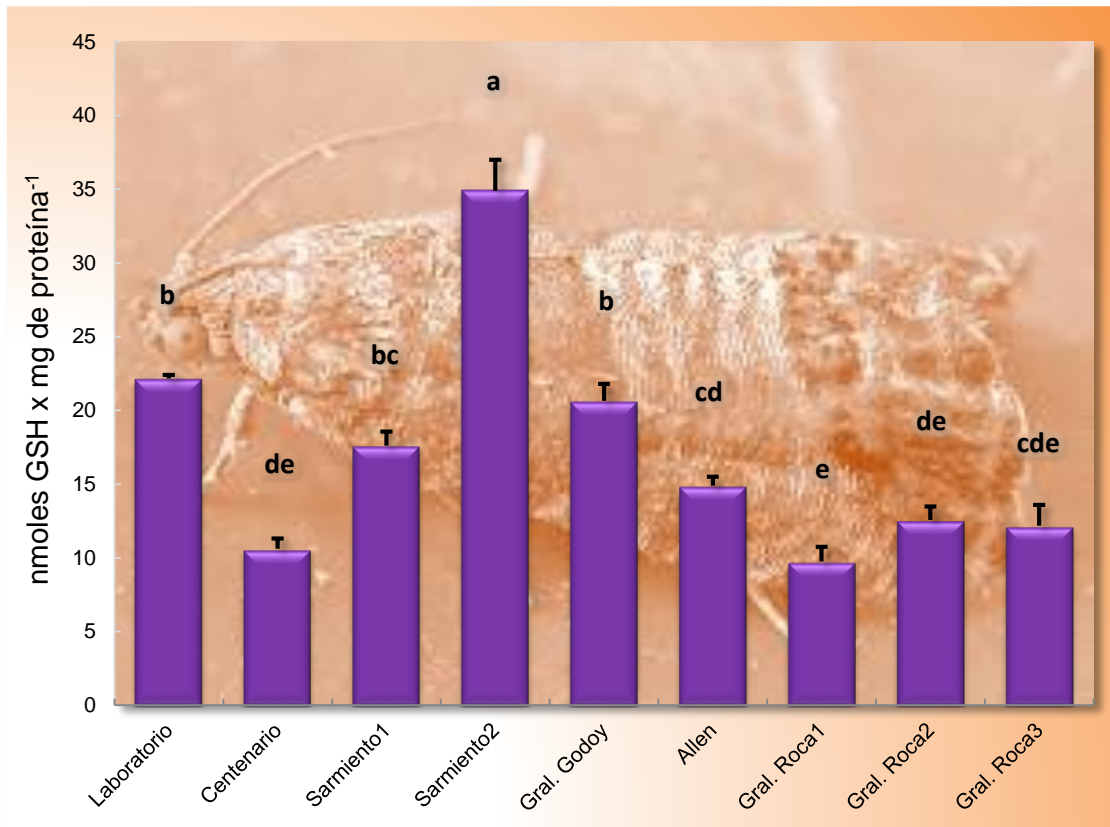 nmoles GSH x mg de proteína-1
45
40
35
30
25
20
15
10
5
0
b
de
bc
a
b
cd
e
de
cde
Laboratorio
Centenario
Sarmiento1
Sarmiento2
Gral. Godoy
Allen
Gral. Roca1
Gral. Roca2
Gral. Roca3